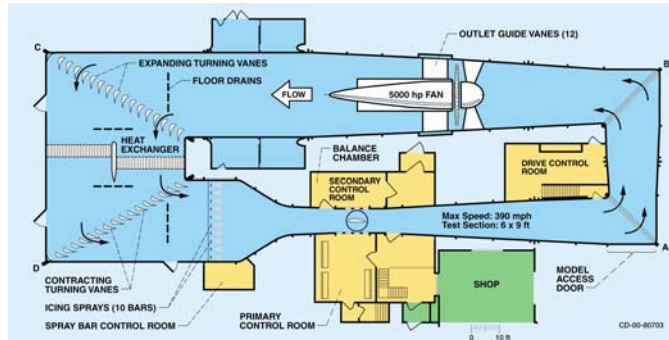 C
EXPANDING TURNING VANES
FLOOR DRAINS
OUTLET GUIDE VANES (12)
B
FLOW
5000 hp FAN
HEAT
EXCHANGER
BALANCE
CHAMBER
SECONDARY
CONTROL
ROOM
DRIVE CONTROL
ROOM
Max Speed: 390 mph
Test Section: 6 x 9 ft
D
A
CONTRACTING
TURNING VANES
ICING SPRAYS (10 BARS)
SPRAY BAR CONTROL ROOM
PRIMARY
CONTROL ROOM
SHOP
MODEL
ACCESS
DOOR
0
10 ft
CD-00-80703